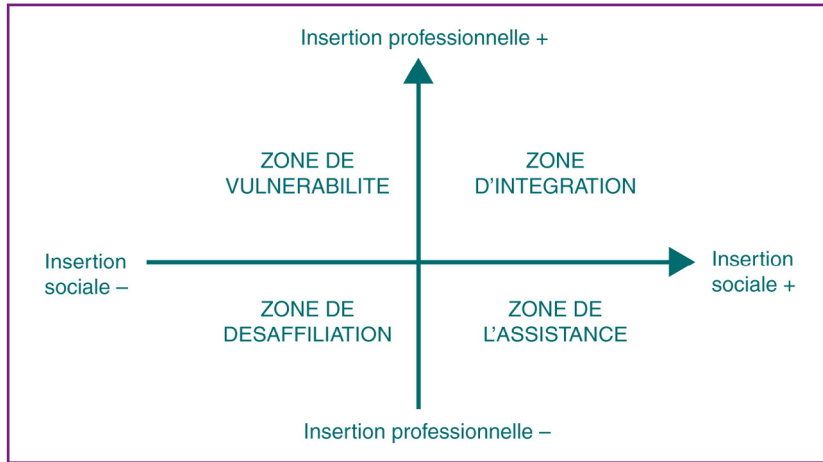 Insertion professionnelle +
ZONE DE
VULNERABILITE
ZONE
D'INTEGRATION
Insertion
sociale –
Insertion
sociale +
ZONE DE
DESAFFILIATION
ZONE DE
L'ASSISTANCE
Insertion professionnelle –